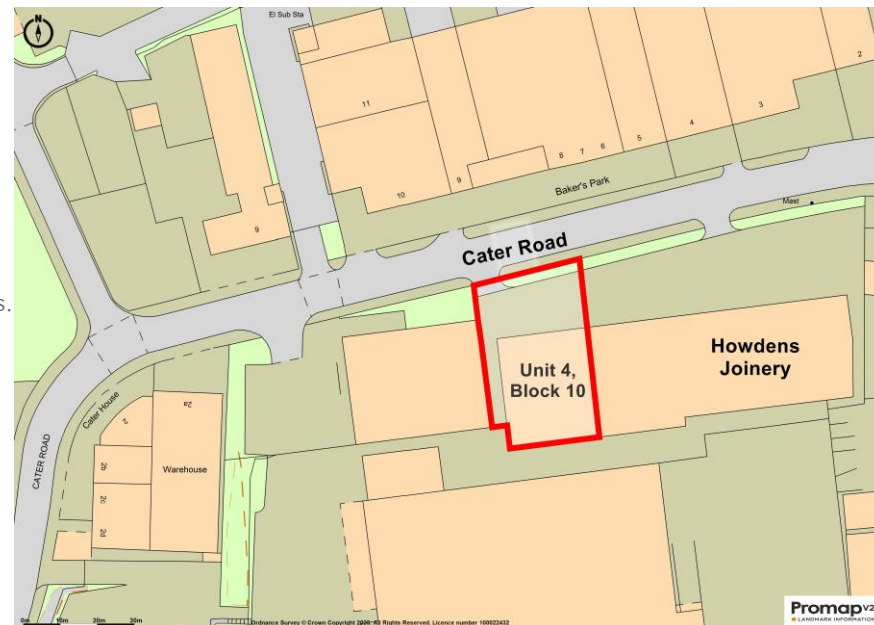 N
El Sub Sta
11
10
9
8
7
6
5
4
3
2
Baker's Park
Mast
9
Cater Road
s.
Unit 4,
Block 10
Howdens
Joinery
Cater House
2
2a
2b
2c
2d
Warehouse
CATER ROAD
0m 10m 20m 30m
Ordnance Survey © Crown Copyright 2024. All Rights Reserved. Licence number 100022432
Promap V2
LANDMARK INFORMATION